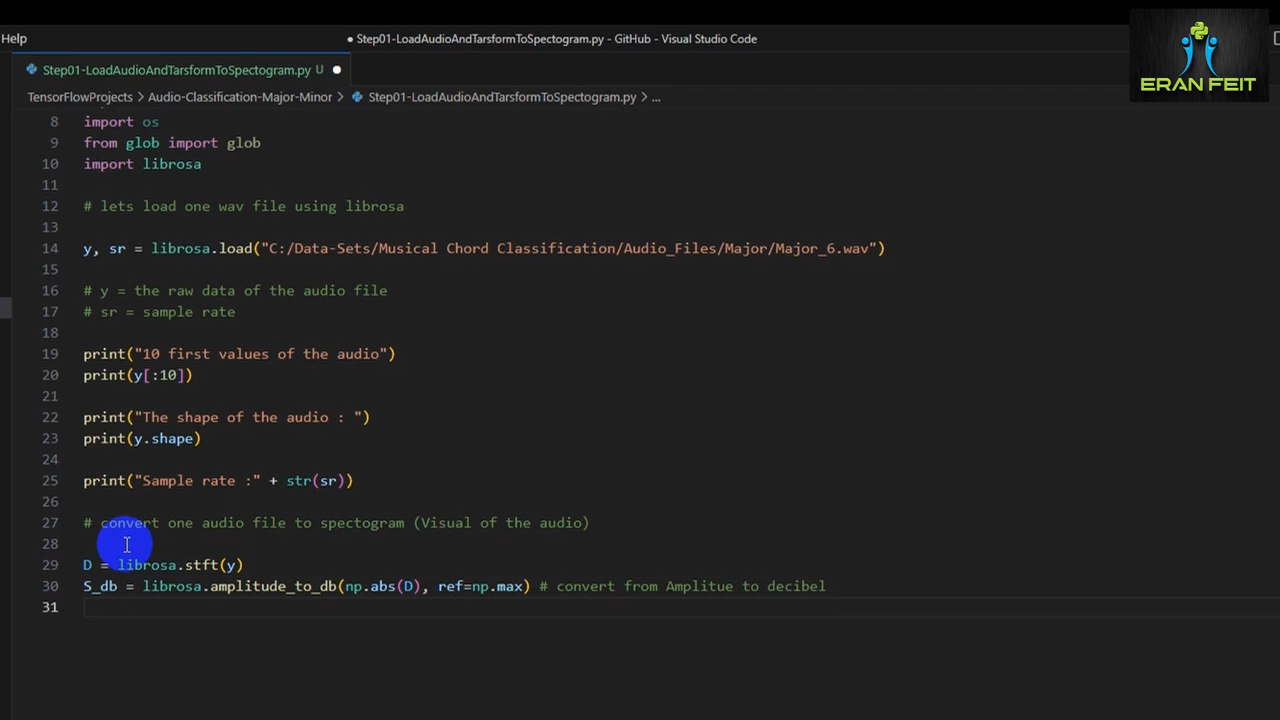 Help
● Step01-LoadAudioAndTarsformToSpectogram.py - GitHub - Visual Studio Code
ERAN FEIT
Step01-LoadAudioAndTarsformToSpectogram.py U ●
TensorFlowProjects > Audio-Classification-Major-Minor > Step01-LoadAudioAndTarsformToSpectogram.py > ...
8 import os
9 from glob import glob
10 import librosa
11
12 # lets load one wav file using librosa
13
14 y, sr = librosa.load("C:/Data-Sets/Musical Chord Classification/Audio_Files/Major/Major_6.wav")
15
16 # y = the raw data of the audio file
17 # sr = sample rate
18
19 print("10 first values of the audio")
20 print(y[:10])
21
22 print("The shape of the audio : ")
23 print(y.shape)
24
25 print("Sample rate :" + str(sr))
26
27 # convert one audio file to spectogram (Visual of the audio)
28
29 D = librosa.stft(y)
30 S_db = librosa.amplitude_to_db(np.abs(D), ref=np.max) # convert from Amplitue to decibel
31